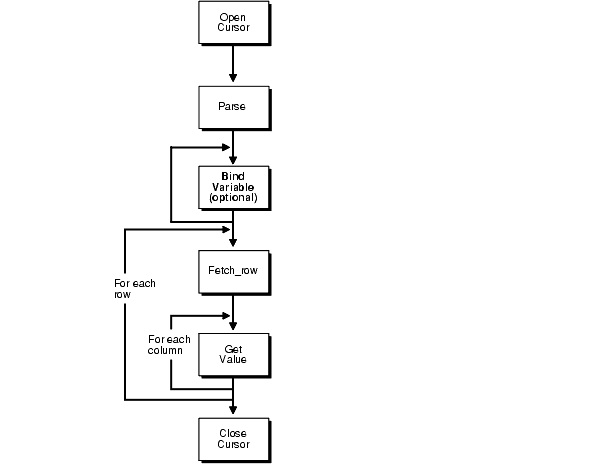 Open
Cursor
Parse
Bind
Variable
(optional)
Fetch_row
For each
row
For each
column
Get
Value
Close
Cursor